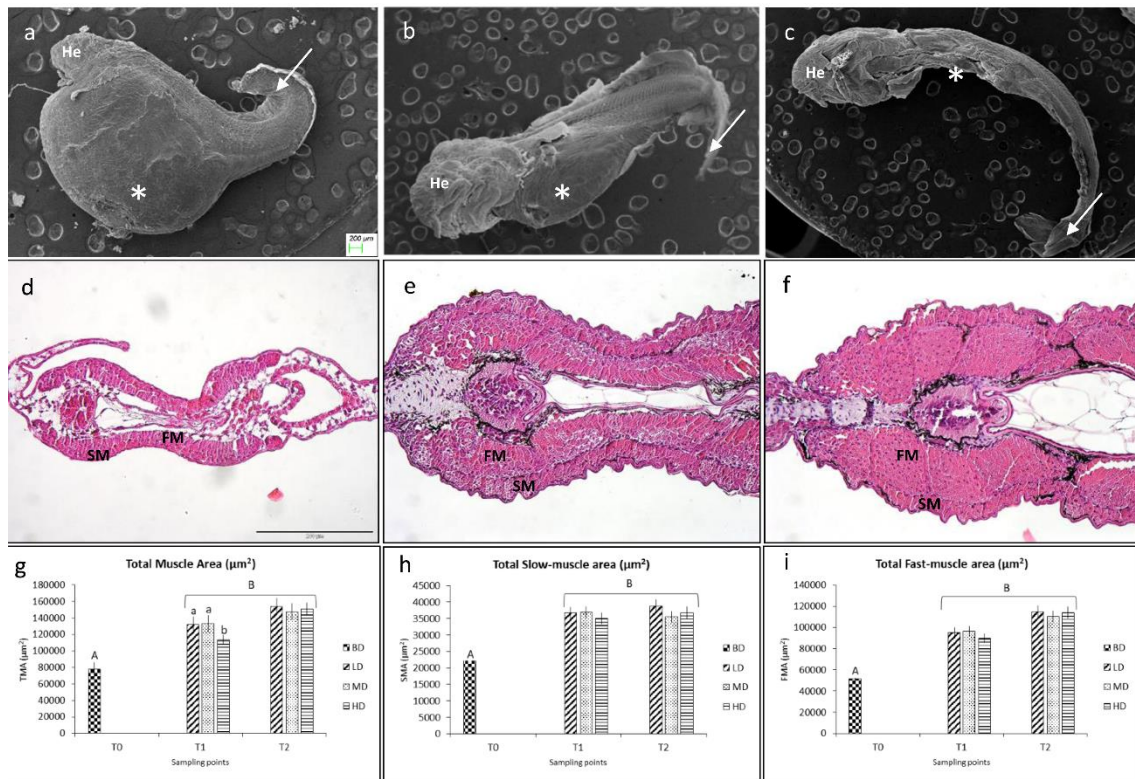 a
He
*
200 µm
b
He
*
c
He
*
d
FM
SM
e
FM
SM
f
FM
SM
g
Total Muscle Area (µm²)
B
180000
160000
140000
120000
100000
80000
60000
40000
20000
0
TMA (µm²)
A
a
a
b
BD
LD
MD
HD
T0
T1
T2
Sampling points
h
Total Slow-muscle area (µm²)
B
45000
40000
35000
30000
25000
20000
15000
10000
5000
0
SMA (µm²)
A
BD
LD
MD
HD
T0
T1
T2
Sampling points
i
Total Fast-muscle area (µm²)
B
140000
120000
100000
80000
60000
40000
20000
0
FMA (µm²)
A
BD
LD
MD
HD
T0
T1
T2
Sampling points